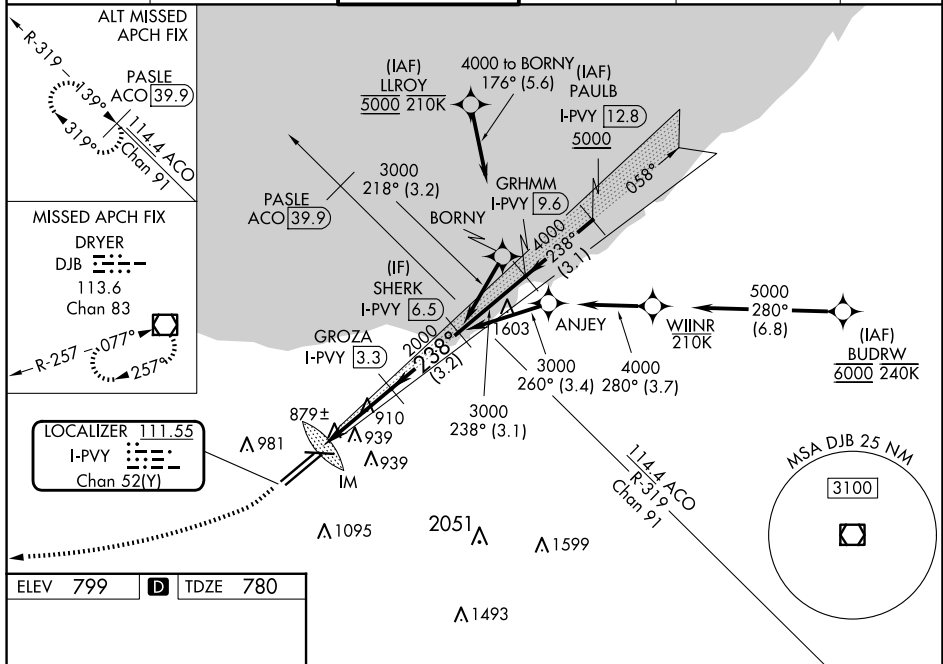 ALT MISSED
APCH FIX
R-319
139°
319°
PASLE
ACO 39.9
114.4 ACO
Chan 91
MISSED APCH FIX
DRYER
DJB
113.6
Chan 83
R-257
077°
257°
LOCALIZER 111.55
I-PVY
Chan 52(Y)
(IAF)
LLROY
5000 210K
4000 to BORNY
176° (5.6)
(IAF)
PAULB
I-PVY 12.8
5000
058°
3000
218° (3.2)
GRHMM
I-PVY 9.6
PASLE
ACO 39.9
BORNY
4000
238°
(3.1)
(IF)
SHERK
I-PVY 6.5
1603
ANJEY
WIINR
210K
5000
280°
(6.8)
(IAF)
BUDRW
6000 240K
GROZA
I-PVY 3.3
2000
238°
(3.2)
3000
260° (3.4)
4000
280° (3.7)
3000
238° (3.1)
879±
910
939
939
981
IM
114.4 ACO
R-319
Chan 91
MSA DJB 25 NM
3100
1095
2051
1599
1493
ELEV 799 D TDZE 780